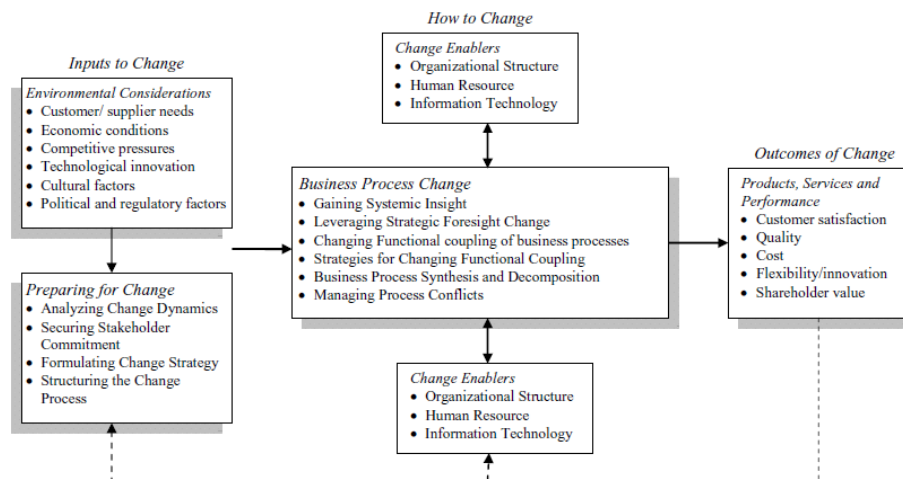 How to Change
Change Enablers
• Organizational Structure
• Human Resource
• Information Technology
Inputs to Change
Environmental Considerations
• Customer/ supplier needs
• Economic conditions
• Competitive pressures
• Technological innovation
• Cultural factors
• Political and regulatory factors
Preparing for Change
• Analyzing Change Dynamics
• Securing Stakeholder
Commitment
• Formulating Change Strategy
• Structuring the Change
Process
Business Process Change
• Gaining Systemic Insight
• Leveraging Strategic Foresight Change
• Changing Functional coupling of business processes
• Strategies for Changing Functional Coupling
• Business Process Synthesis and Decomposition
• Managing Process Conflicts
Change Enablers
• Organizational Structure
• Human Resource
• Information Technology
Outcomes of Change
Products, Services and
Performance
• Customer satisfaction
• Quality
• Cost
• Flexibility/innovation
• Shareholder value